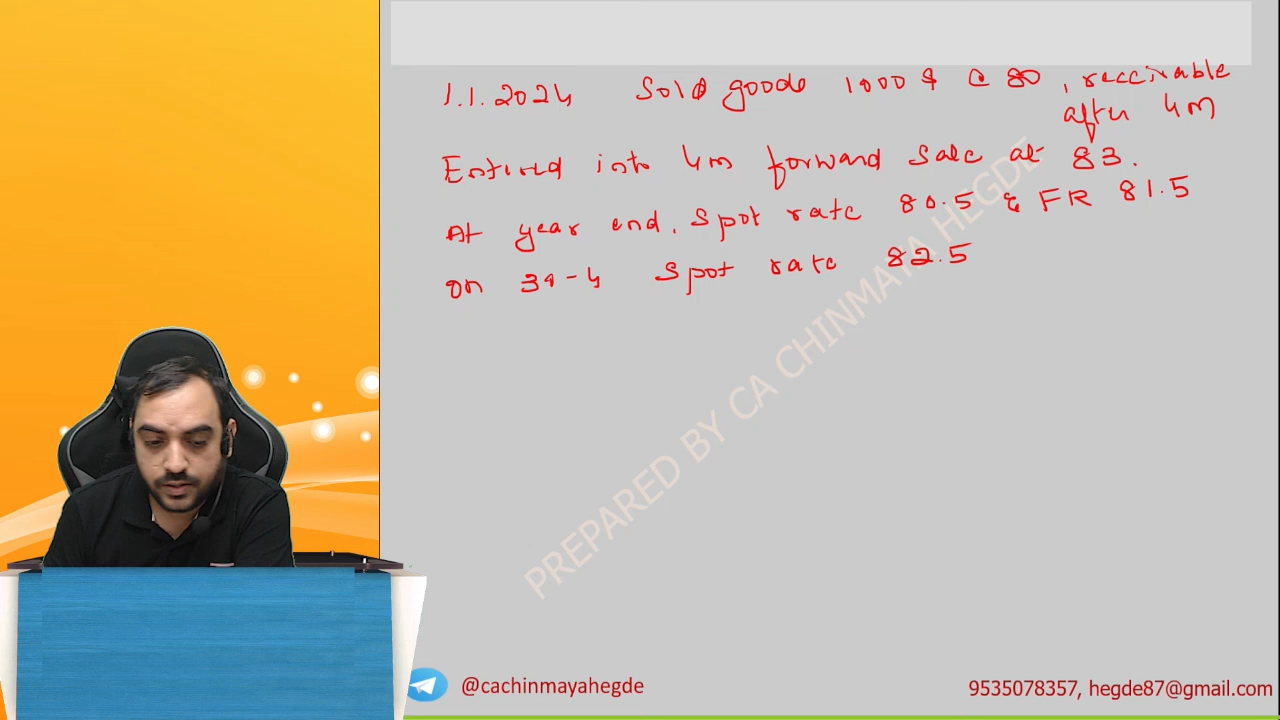 1.1.2024 Sold goods 1000 $ @ 80, receivable
after 4m
Entered into 4m forward sale at 83.
At year end, spot rate 80.5 & FR 81.5
on 30-4 spot rate 82.5
PREPARED BY CA CHINMAYA HEGDE
@cachinmayahegde
9535078357, hegde87@gmail.com